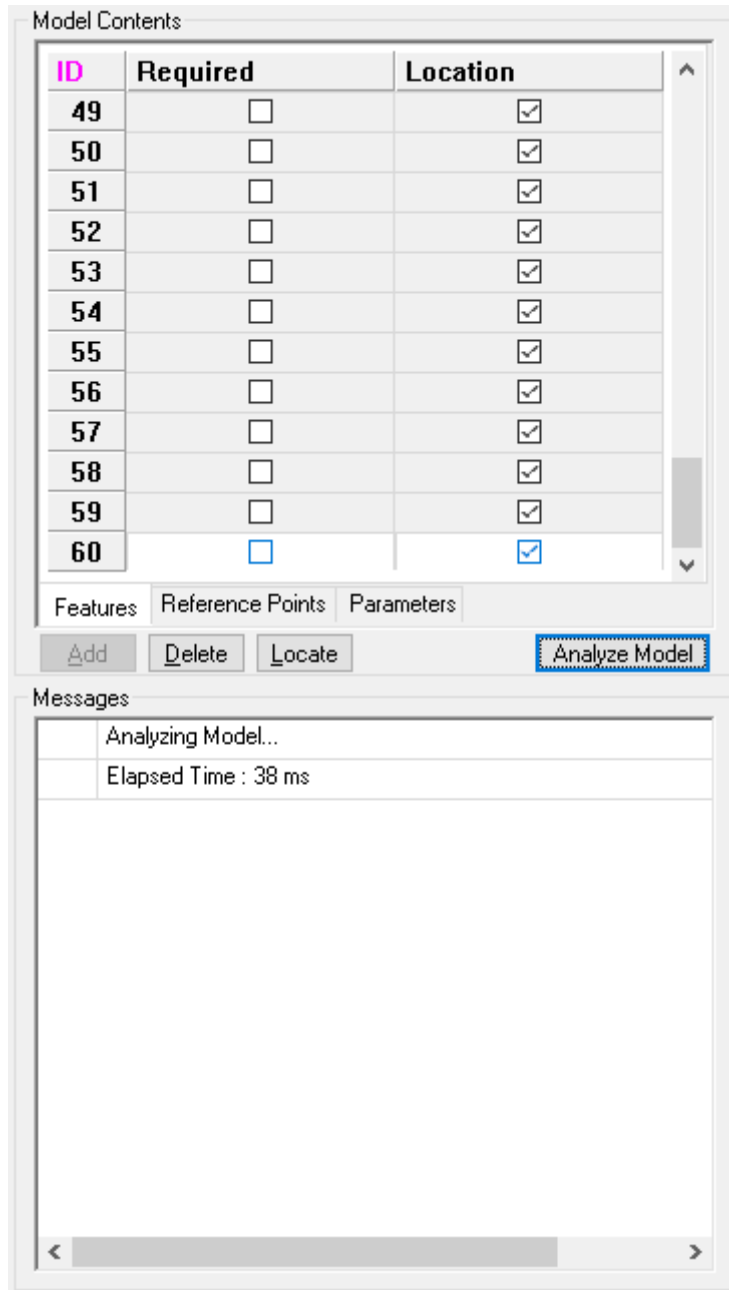 Model Contents
ID Required Location
49
50
51
52
53
54
55
56
57
58
59
60
Features Reference Points Parameters
Add Delete Locate Analyze Model
Messages
Analyzing Model...
Elapsed Time : 38 ms